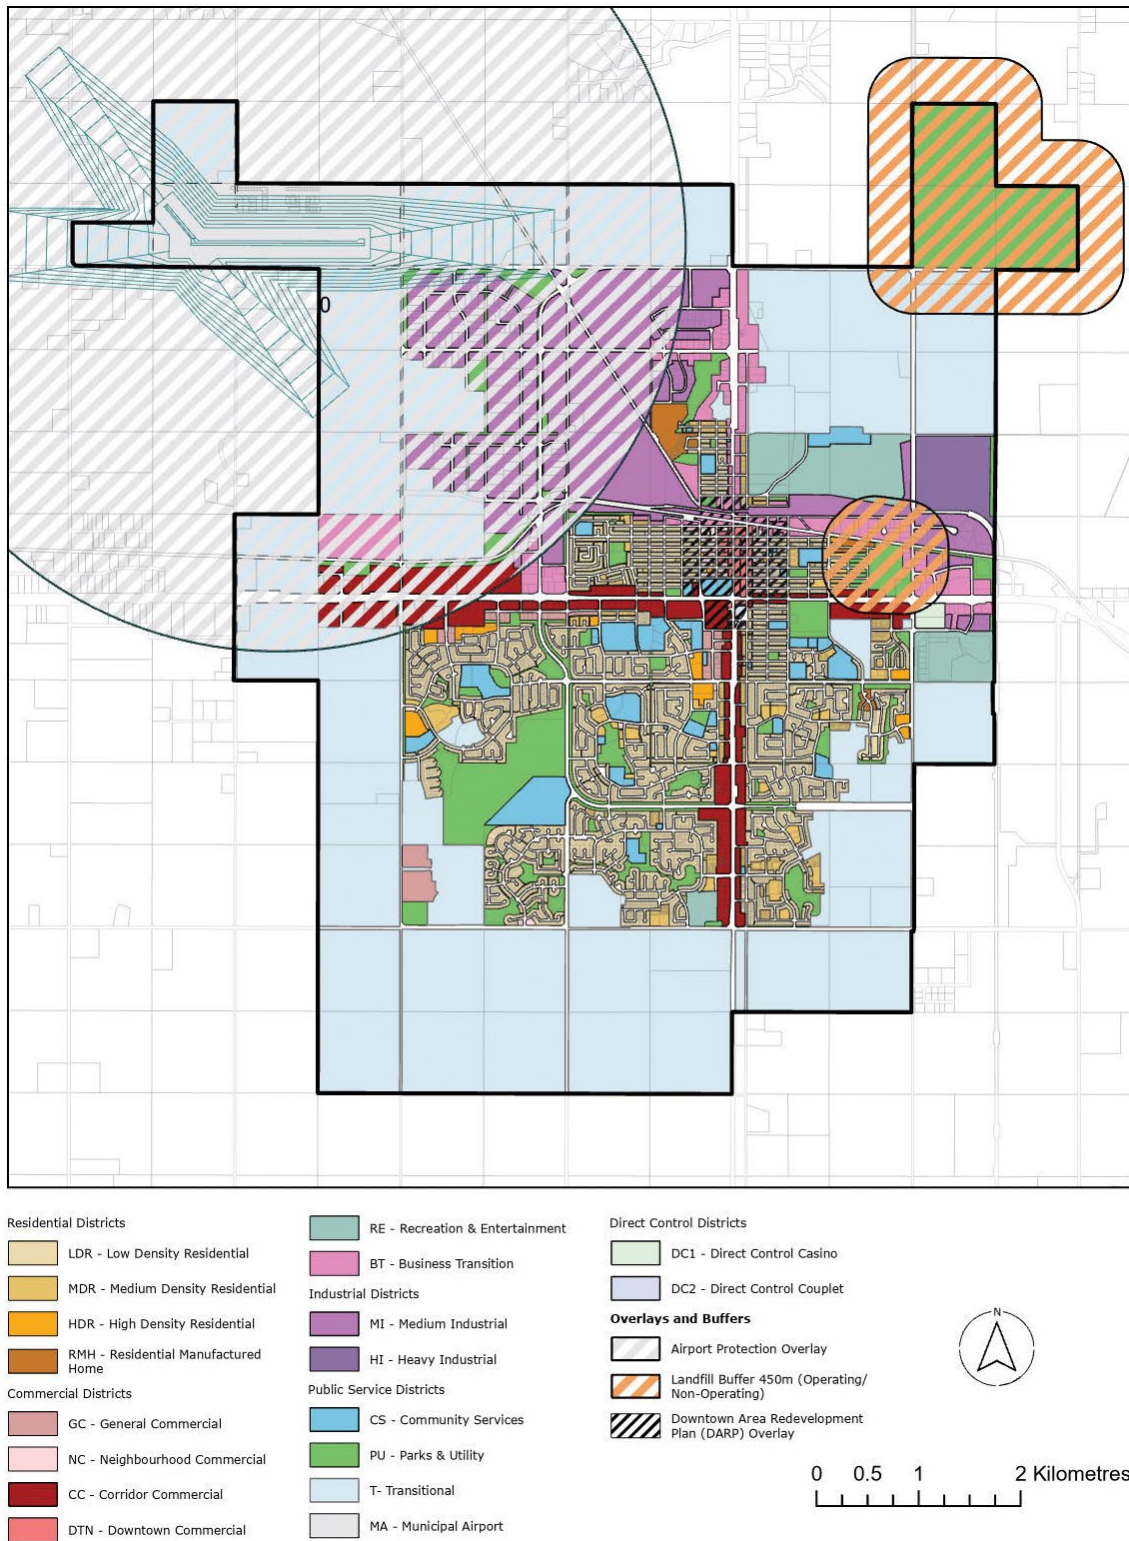 0
Residential Districts
LDR - Low Density Residential
MDR - Medium Density Residential
HDR - High Density Residential
RMH - Residential Manufactured
Home
Commercial Districts
GC - General Commercial
NC - Neighbourhood Commercial
CC - Corridor Commercial
DTN - Downtown Commercial
RE - Recreation & Entertainment
BT - Business Transition
Industrial Districts
MI - Medium Industrial
HI - Heavy Industrial
Public Service Districts
CS - Community Services
PU - Parks & Utility
T- Transitional
MA - Municipal Airport
Direct Control Districts
DC1 - Direct Control Casino
DC2 - Direct Control Couplet
Overlays and Buffers
Airport Protection Overlay
Landfill Buffer 450m (Operating/
Non-Operating)
Downtown Area Redevelopment
Plan (DARP) Overlay
N
0 0.5 1 2 Kilometres